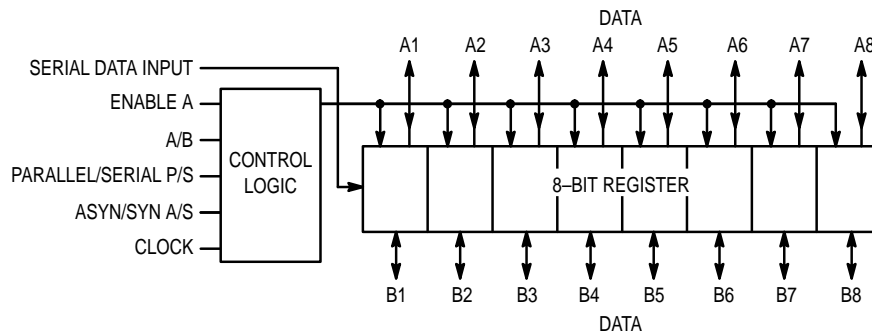 DATA
A1 A2 A3 A4 A5 A6 A7 A8
SERIAL DATA INPUT
ENABLE A
A/B
PARALLEL/SERIAL P/S
ASYN/SYN A/S
CLOCK
CONTROL
LOGIC
8–BIT REGISTER
B1 B2 B3 B4 B5 B6 B7 B8
DATA